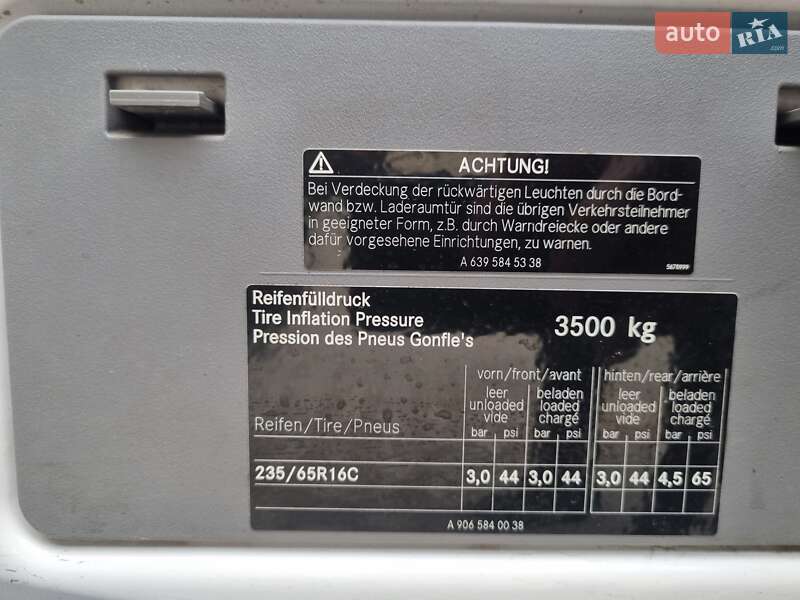 auto RIA .com
ACHTUNG!
Bei Verdeckung der rückwärtigen Leuchten durch die Bord-
wand bzw. Laderaumtür sind die übrigen Verkehrsteilnehmer
in geeigneter Form, z.B. durch Warndreiecke oder andere
dafür vorgesehene Einrichtungen, zu warnen.
A 639 584 53 38
Reifenfülldruck
Tire Inflation Pressure
Pression des Pneus Gonfle's
3500 kg
vorn/front/avant hinten/rear/arrière
leer beladen leer beladen
unloaded loaded unloaded loaded
vide chargé vide chargé
Reifen/Tire/Pneus
bar psi bar psi bar psi bar psi
235/65R16C 3,0 44 3,0 44 3,0 44 4,5 65
A 906 584 00 38